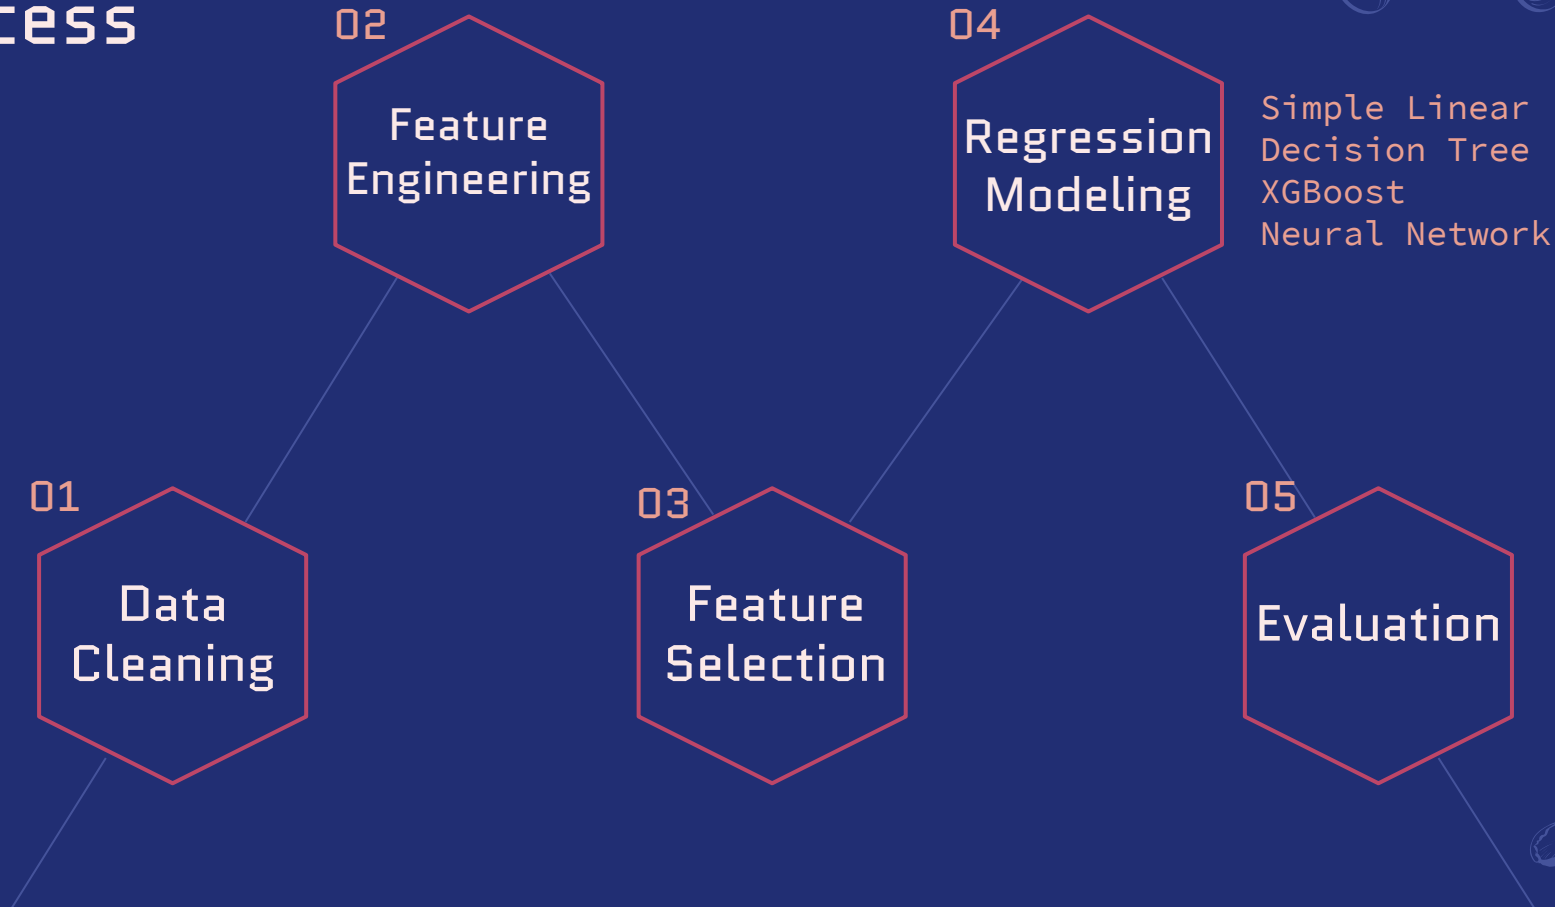 02
Feature
Engineering
04
Regression
Modeling
Simple Linear
Decision Tree
XGBoost
Neural Network
01
Data
Cleaning
03
Feature
Selection
05
Evaluation